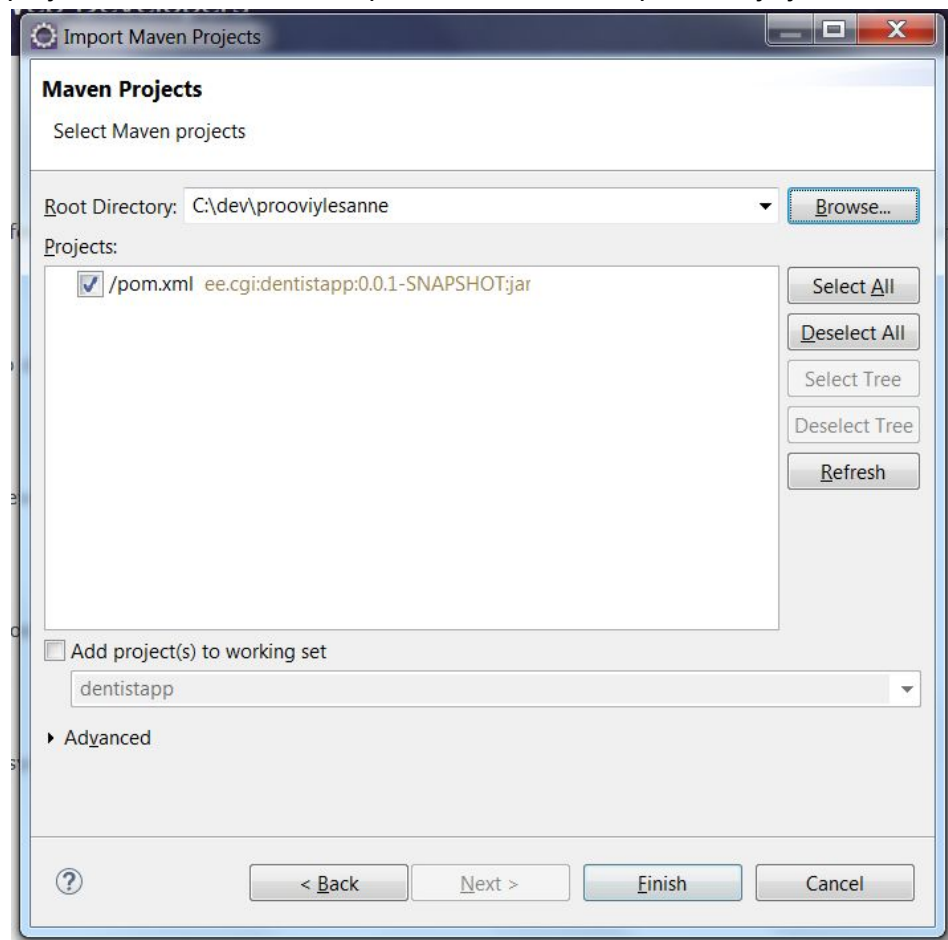 Import Maven Projects
Maven Projects
Select Maven projects
Root Directory: C:\dev\prooviylesanne Browse...
Projects:
/pom.xml ee.cgi:dentistapp:0.0.1-SNAPSHOT:jar
Select All
Deselect All
Select Tree
Deselect Tree
Refresh
Add project(s) to working set
dentistapp
Advanced
< Back Next > Finish Cancel